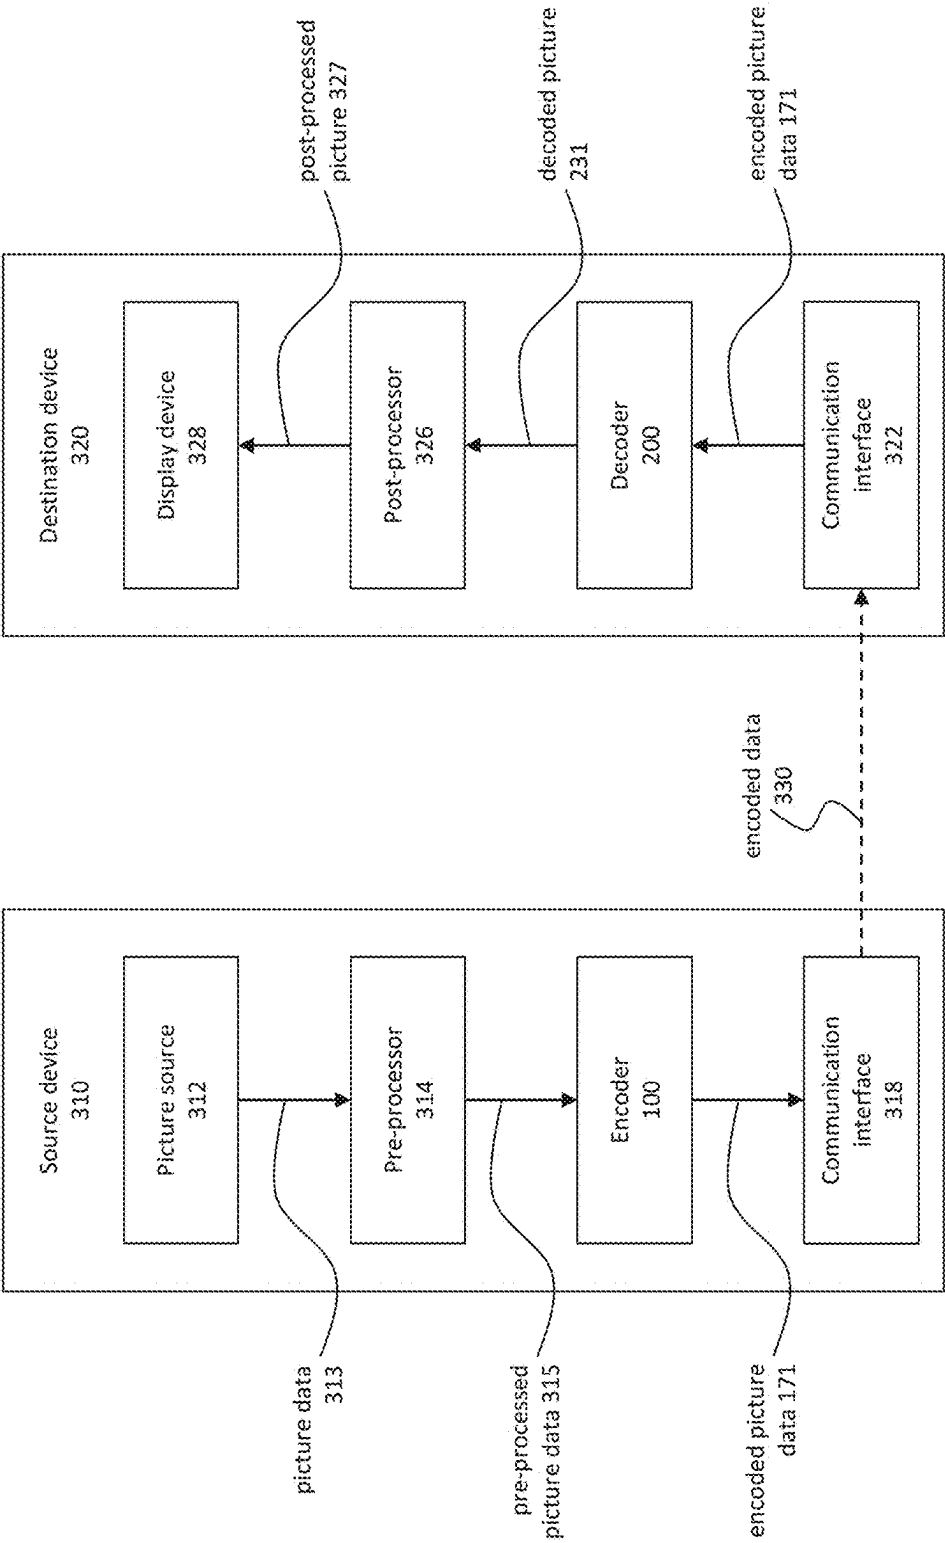 Source device
310
Picture source
312
picture data
313
Pre-processor
314
pre-processed
picture data 315
Encoder
100
encoded picture
data 171
Communication
interface
318
encoded data
330
Destination device
320
Display device
328
post-processed
picture 327
Post-processor
326
decoded picture
231
Decoder
200
encoded picture
data 171
Communication
interface
322